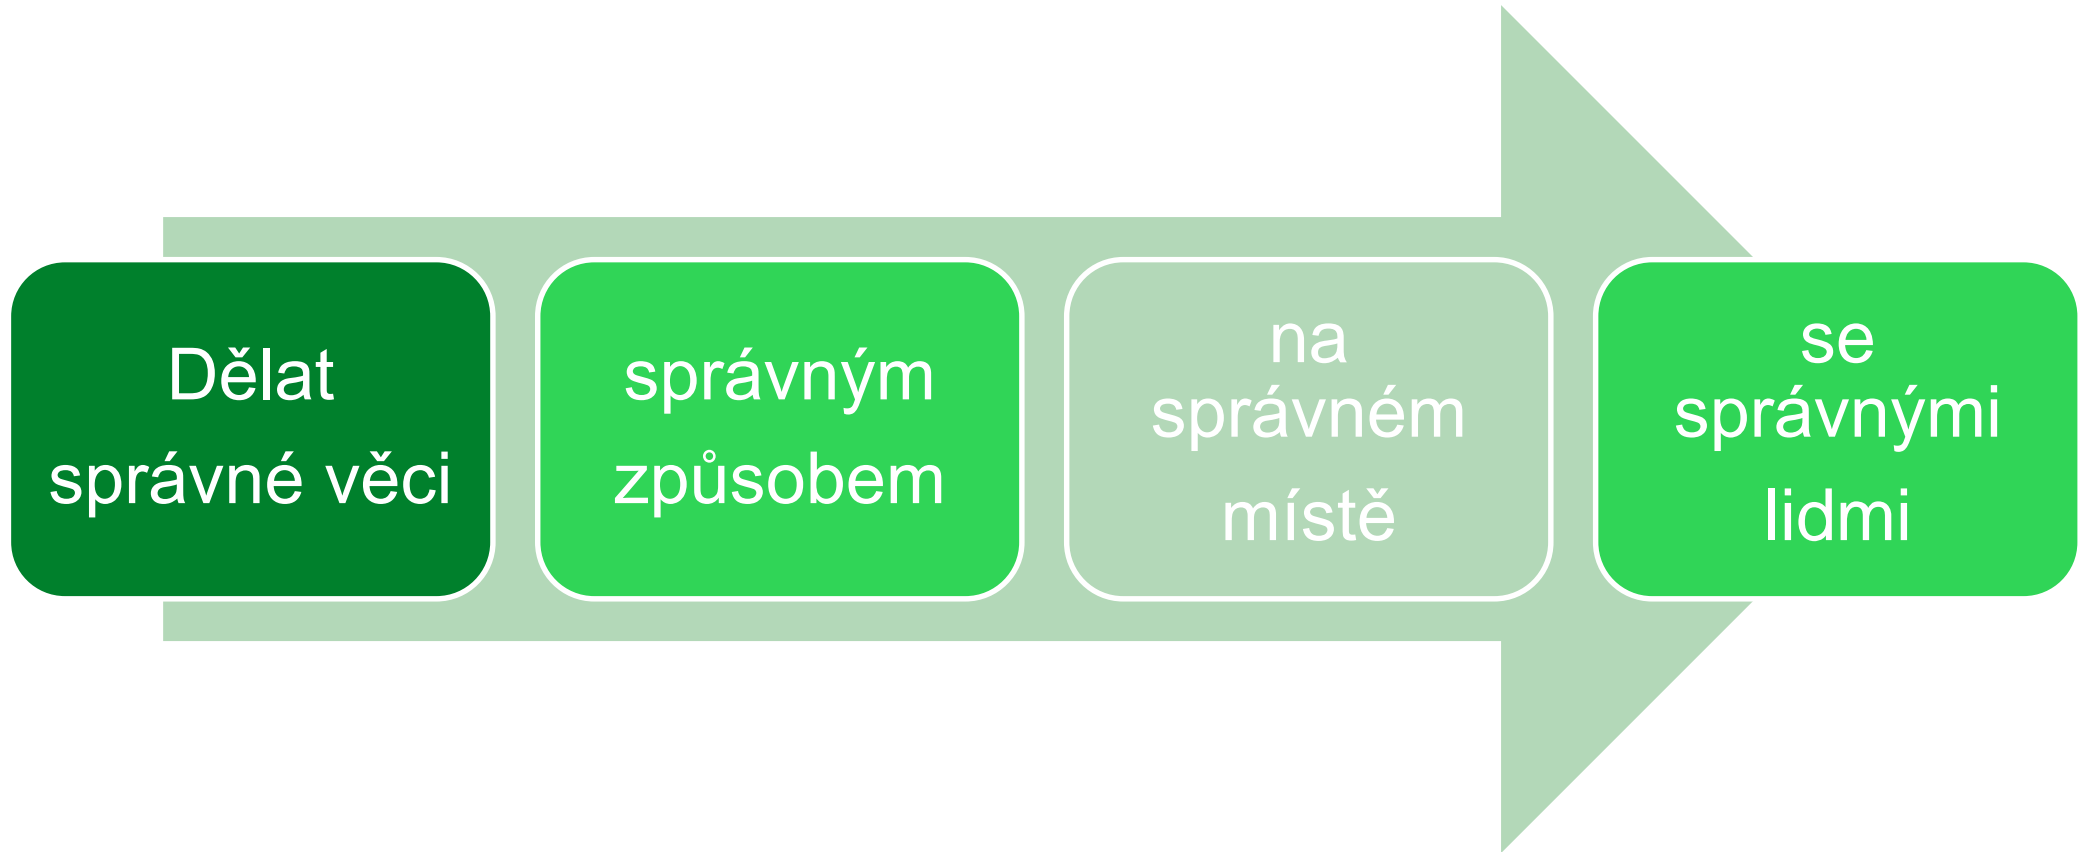 Dělat
správné věci
správným
způsobem
na
správném
místě
se
správnými
lidmi